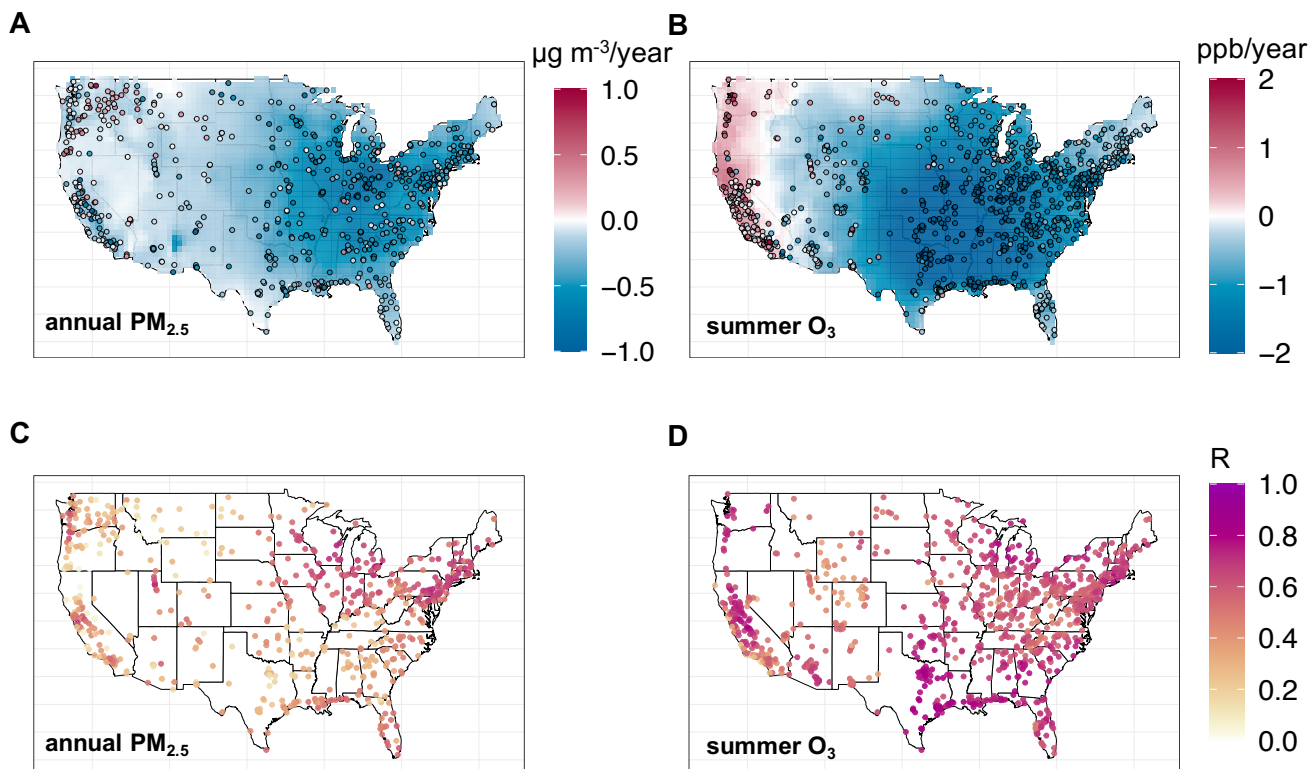 A
µg m⁻³/year
1.0
0.5
0.0
−0.5
−1.0
annual PM₂.₅
B
ppb/year
2
1
0
−1
−2
summer O₃
C
annual PM₂.₅
D
R
1.0
0.8
0.6
0.4
0.2
0.0
summer O₃